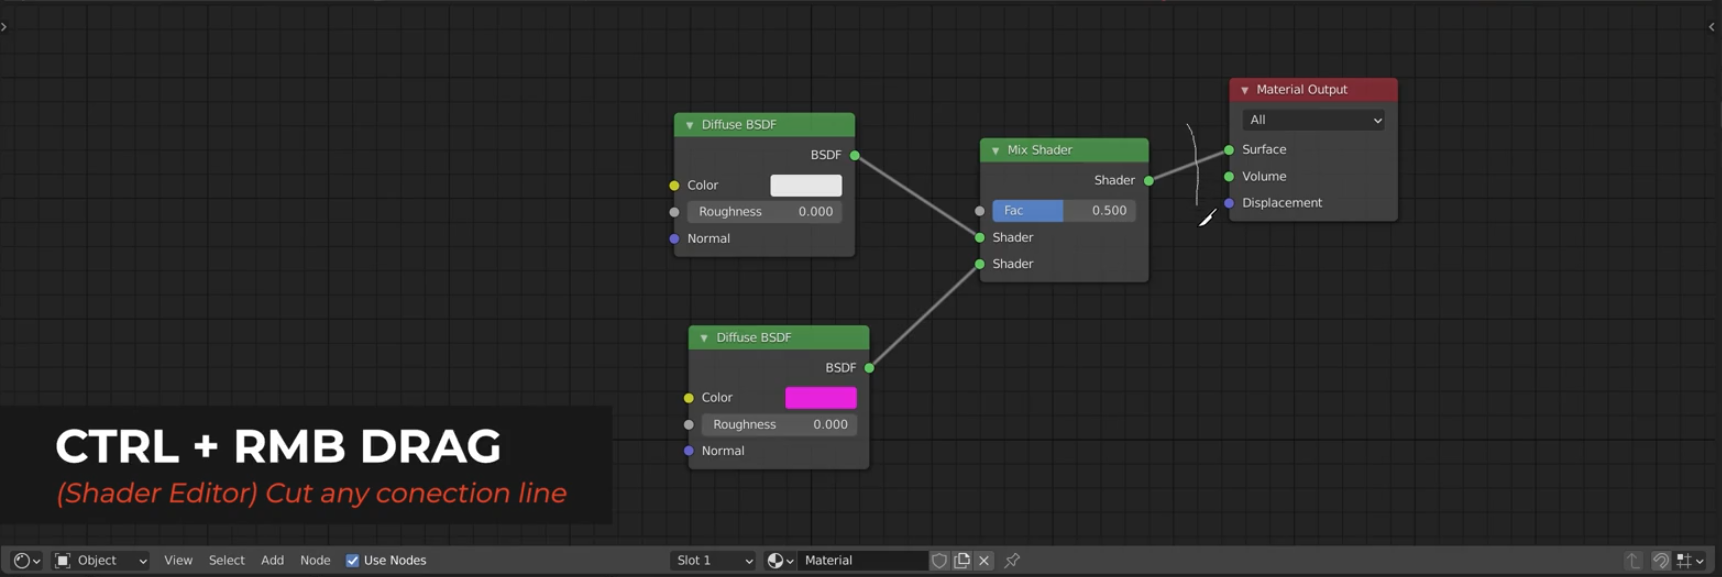 Material Output
All
Surface
Volume
Displacement
Diffuse BSDF
BSDF
Color
Roughness 0.000
Normal
Mix Shader
Shader
Fac 0.500
Shader
Shader
Diffuse BSDF
BSDF
Color
Roughness 0.000
Normal
CTRL + RMB DRAG
(Shader Editor) Cut any conection line
Object View Select Add Node Use Nodes Slot 1 Material